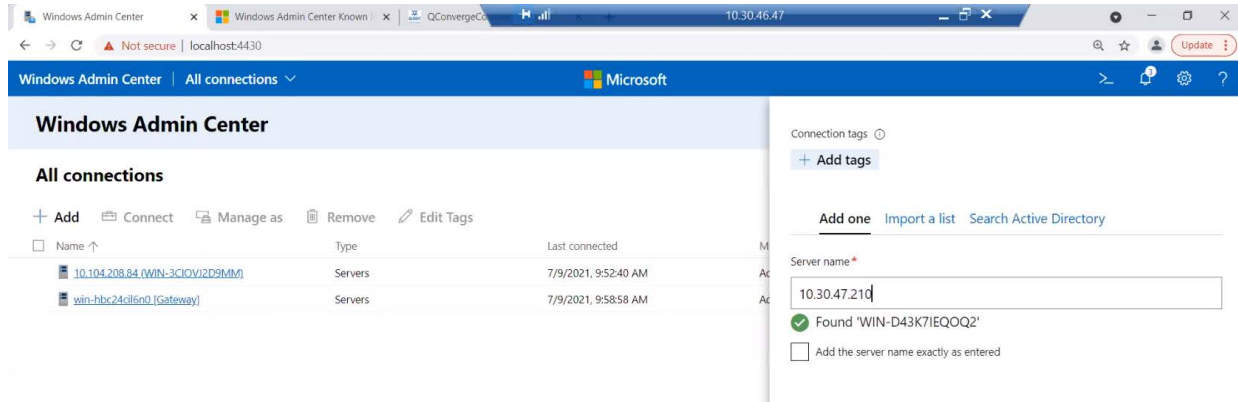 Windows Admin Center
Windows Admin Center Known
QConvergeCo
10.30.46.47
Not secure | localhost:4430
Update
Windows Admin Center | All connections
Microsoft
3
?
Windows Admin Center
All connections
+ Add Connect Manage as Remove Edit Tags
Name Type Last connected
10.104.208.84 (WIN-3CIOVJ2D9MM) Servers 7/9/2021, 9:52:40 AM
win-hbc24cil6n0 [Gateway] Servers 7/9/2021, 9:58:58 AM
Connection tags
+ Add tags
Add one Import a list Search Active Directory
Server name*
10.30.47.210
Found 'WIN-D43K7IEQOQ2'
Add the server name exactly as entered